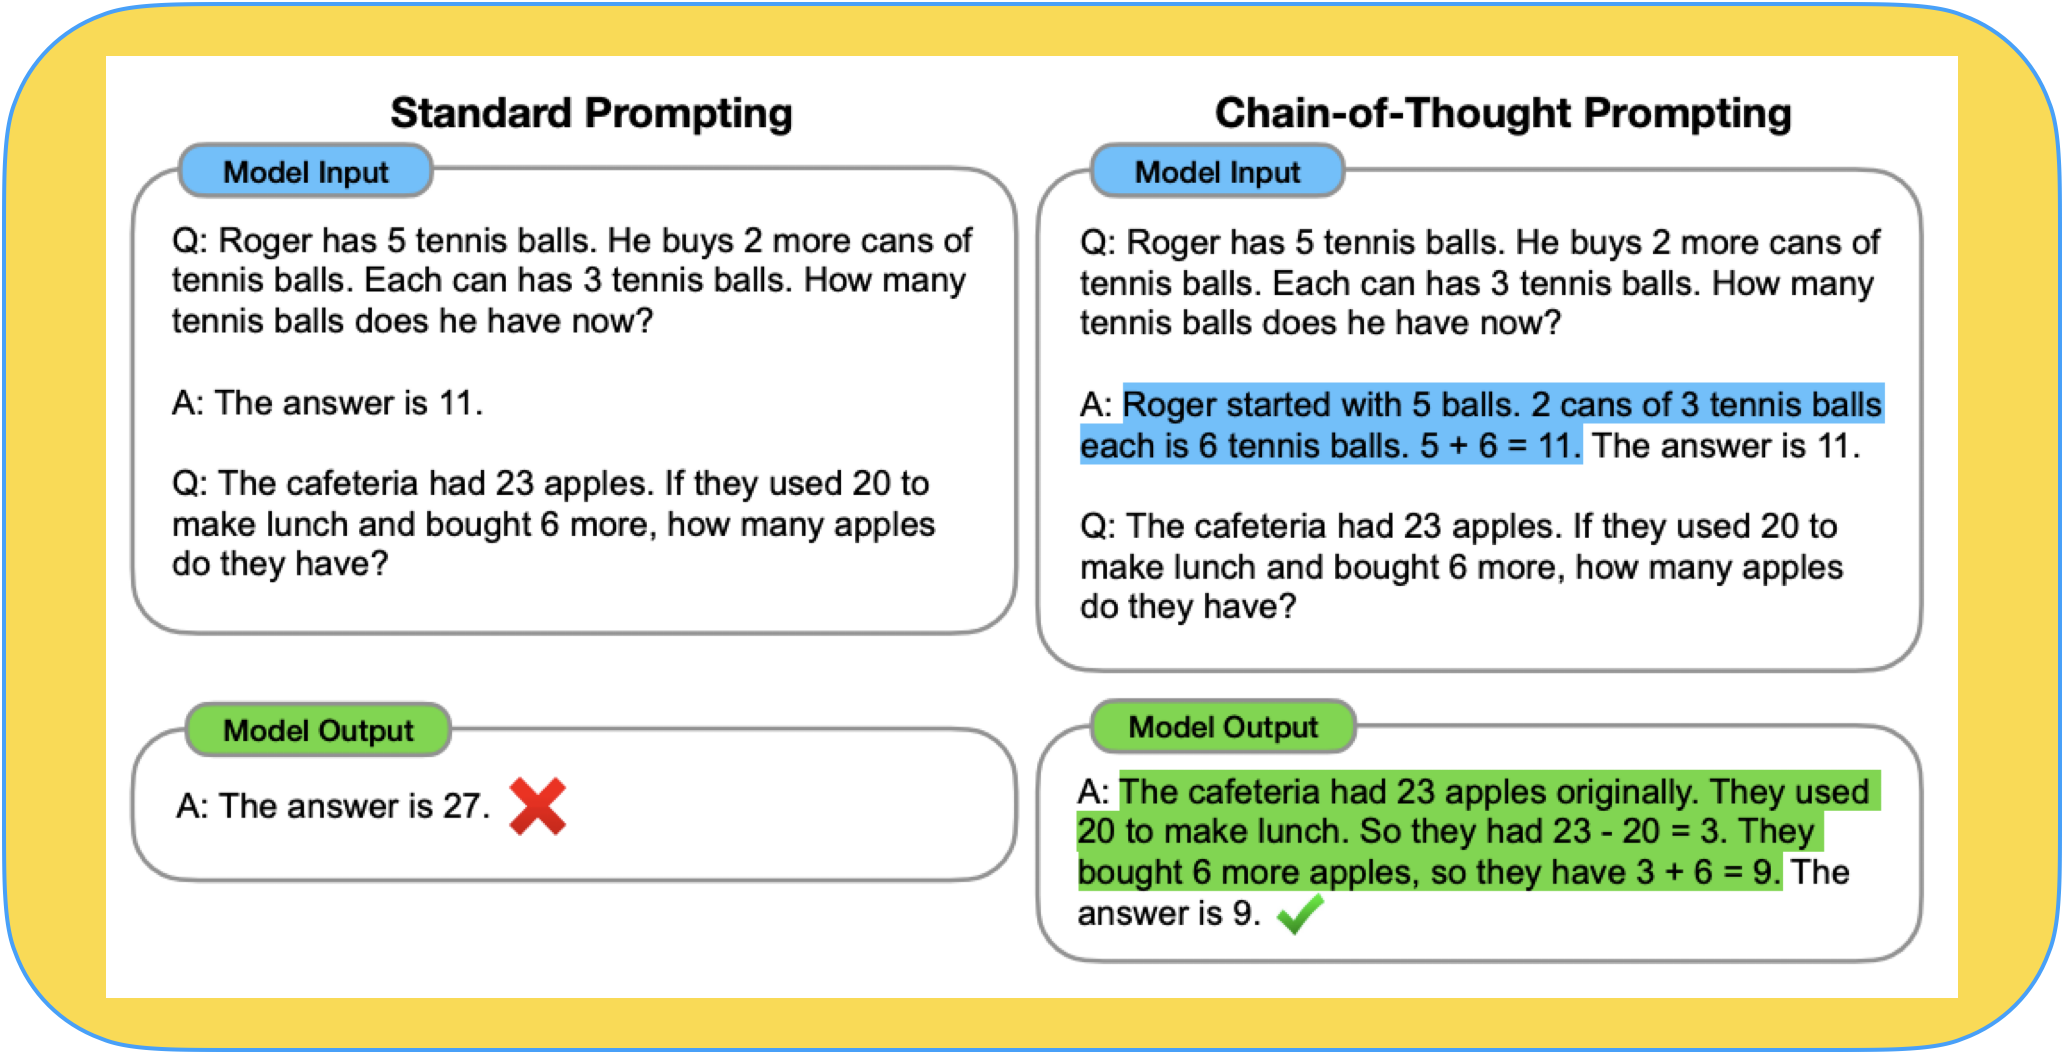 Standard Prompting
Model Input
Q: Roger has 5 tennis balls. He buys 2 more cans of
tennis balls. Each can has 3 tennis balls. How many
tennis balls does he have now?
A: The answer is 11.
Q: The cafeteria had 23 apples. If they used 20 to
make lunch and bought 6 more, how many apples
do they have?
Model Output
A: The answer is 27.
Chain-of-Thought Prompting
Model Input
Q: Roger has 5 tennis balls. He buys 2 more cans of
tennis balls. Each can has 3 tennis balls. How many
tennis balls does he have now?
A: Roger started with 5 balls. 2 cans of 3 tennis balls
each is 6 tennis balls. 5 + 6 = 11. The answer is 11.
Q: The cafeteria had 23 apples. If they used 20 to
make lunch and bought 6 more, how many apples
do they have?
Model Output
A: The cafeteria had 23 apples originally. They used
20 to make lunch. So they had 23 - 20 = 3. They
bought 6 more apples, so they have 3 + 6 = 9. The
answer is 9.